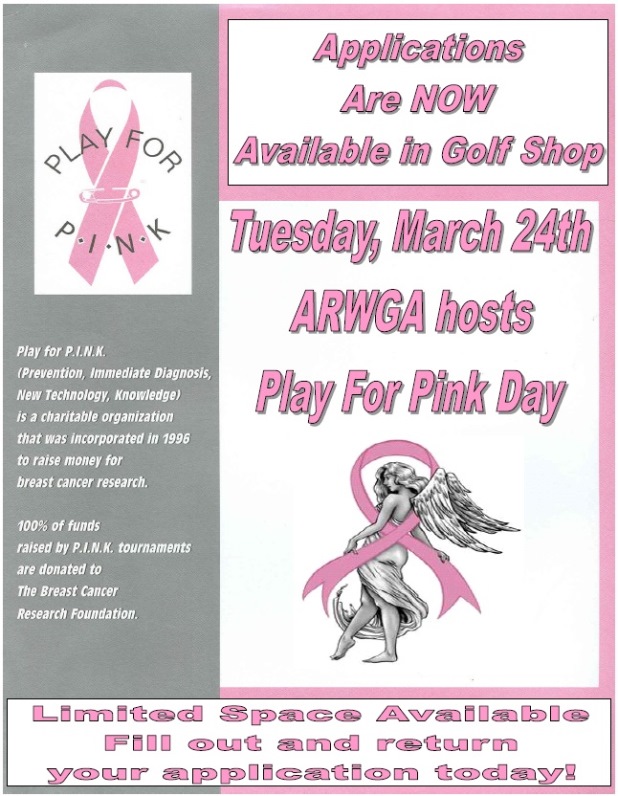 Applications
Are NOW
Available in Golf Shop
PLAY FOR
P·I·N·K
Tuesday, March 24th
ARWGA hosts
Play For Pink Day
Play for P.I.N.K.
(Prevention, Immediate Diagnosis,
New Technology, Knowledge)
is a charitable organization
that was incorporated in 1996
to raise money for
breast cancer research.
100% of funds
raised by P.I.N.K. tournaments
are donated to
The Breast Cancer
Research Foundation.
Limited Space Available
Fill out and return
your application today!